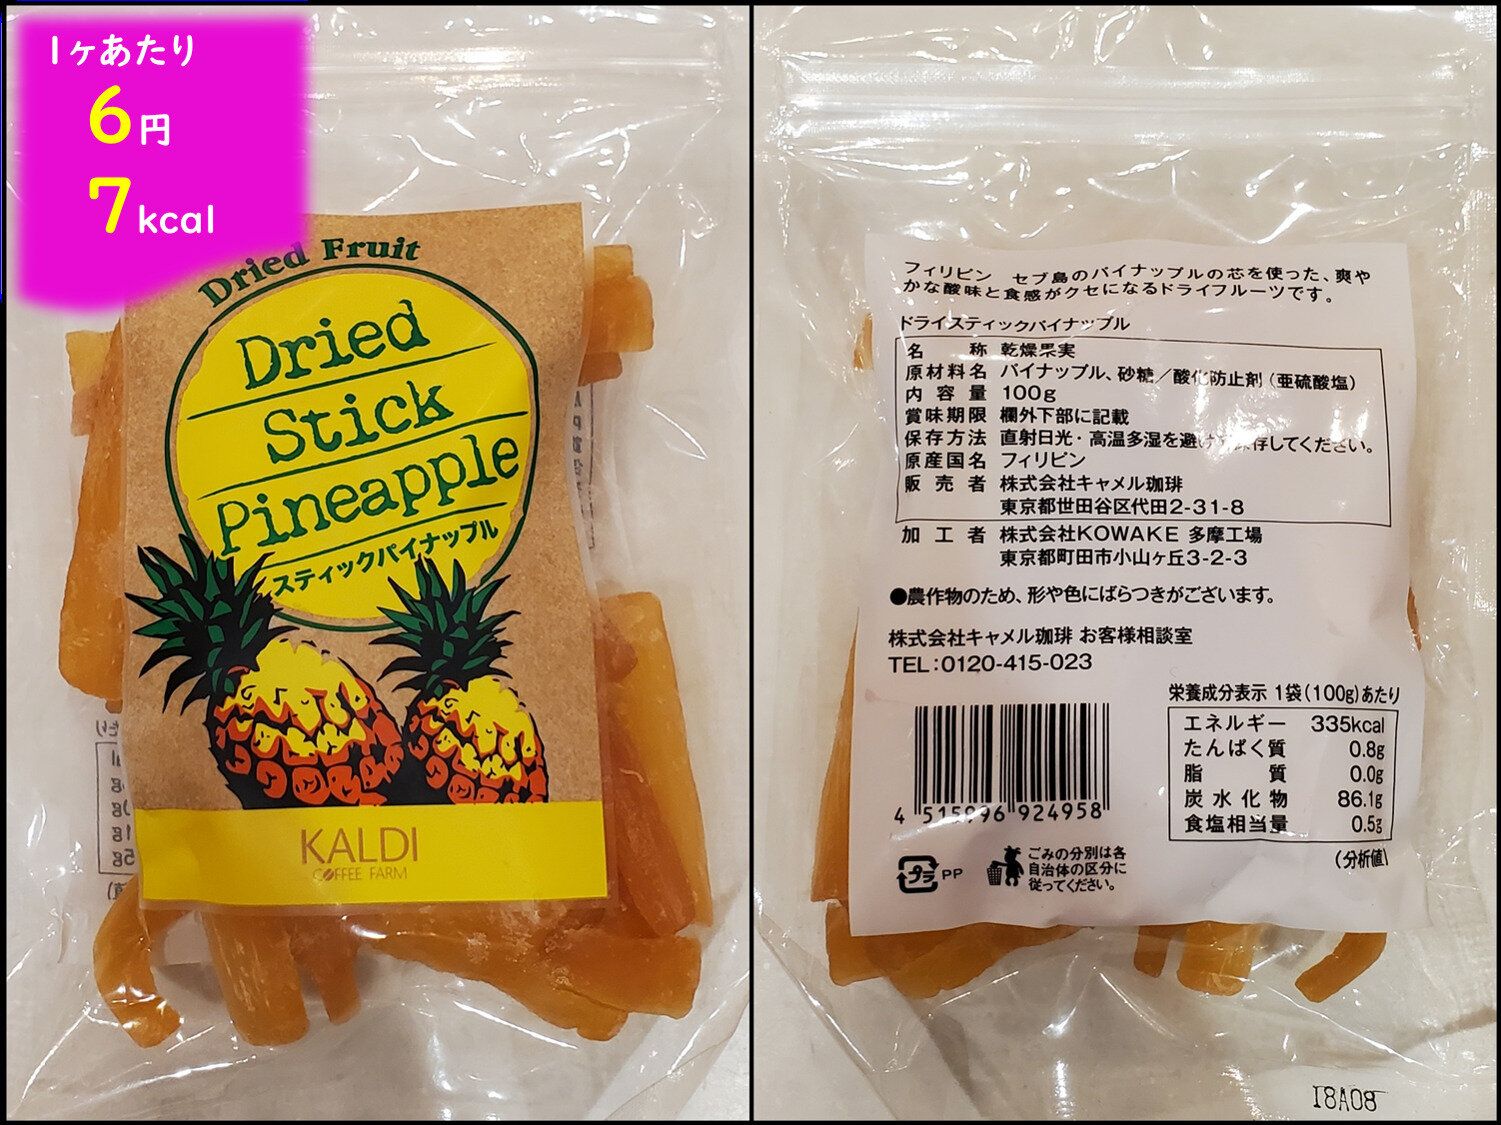 1ヶあたり
6円
7kcal
Dried Fruit
Dried
Stick
Pineapple
スティックパイナップル
KALDI
COFFEE FARM
フィリピン セブ島のパイナップルの芯を使った、爽や
かな酸味と食感がクセになるドライフルーツです。
ドライスティックパイナップル
名称 乾燥果実
原材料名 パイナップル、砂糖／酸化防止剤（亜硫酸塩）
内容量 100g
賞味期限 欄外下部に記載
保存方法 直射日光・高温多湿を避け保存してください。
原産国名 フィリピン
販売者 株式会社キャメル珈琲
東京都世田谷区代田2-31-8
加工者 株式会社KOWAKE 多摩工場
東京都町田市小山ヶ丘3-2-3
●農作物のため、形や色にばらつきがございます。
株式会社キャメル珈琲 お客様相談室
TEL:0120-415-023
栄養成分表示 1袋(100g)あたり
エネルギー 335kcal
たんぱく質 0.8g
脂質 0.0g
炭水化物 86.1g
食塩相当量 0.5g
(分析値)
4 515996 924958
プラ PP
ごみの分別は各
自治体の区分に
従ってください。
18A08